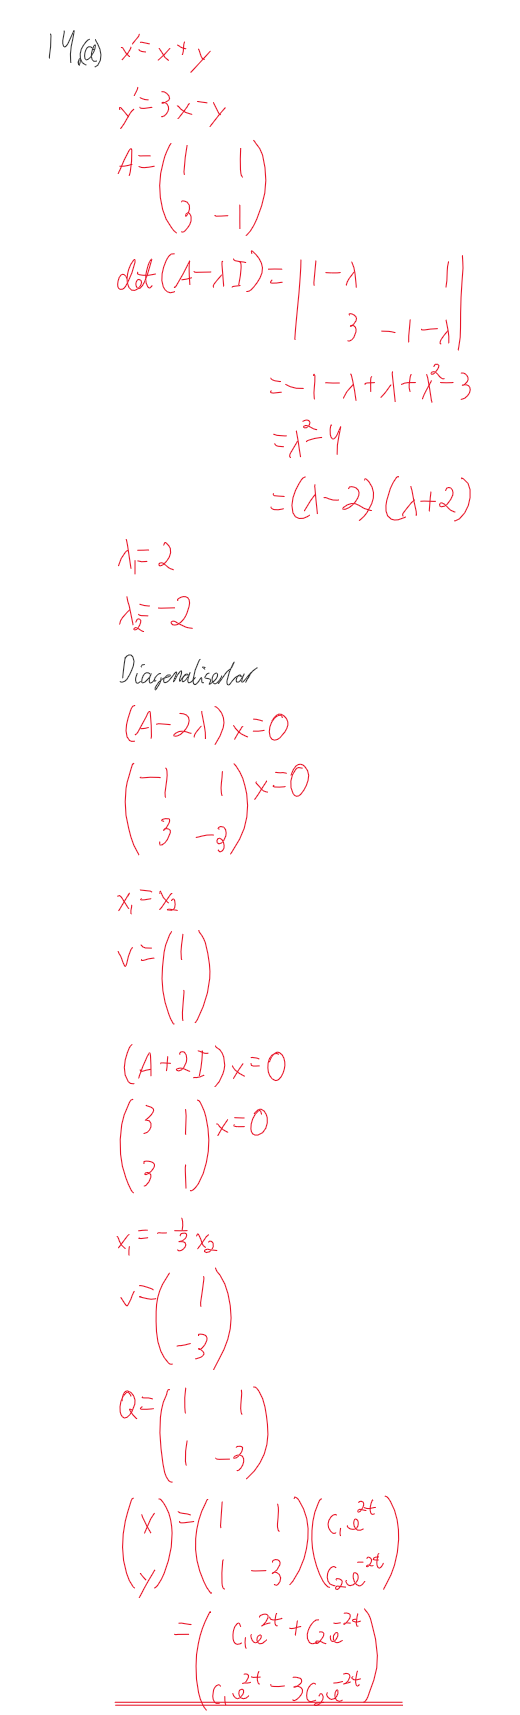 14.(a) x'=x+y
y'=3x-y
A=(1 1
3 -1)
det(A-λI)=|1-λ 1
3 -1-λ|
=-1-λ+λ+λ²-3
=λ²-4
=(λ-2)(λ+2)
λ₁=2
λ₂=-2
Diagonaliserbar
(A-2λ)x=0
(-1 1
3 -3)x=0
x₁=x₂
v=(1
1)
(A+2I)x=0
(3 1
3 1)x=0
x₁=-1/3 x₂
v=(1
-3)
Q=(1 1
1 -3)
(x
y)=(1 1
1 -3)(c₁e^2t
c₂e^-2t)
=(c₁e^2t+c₂e^-2t
c₁e^2t-3c₂e^-2t)